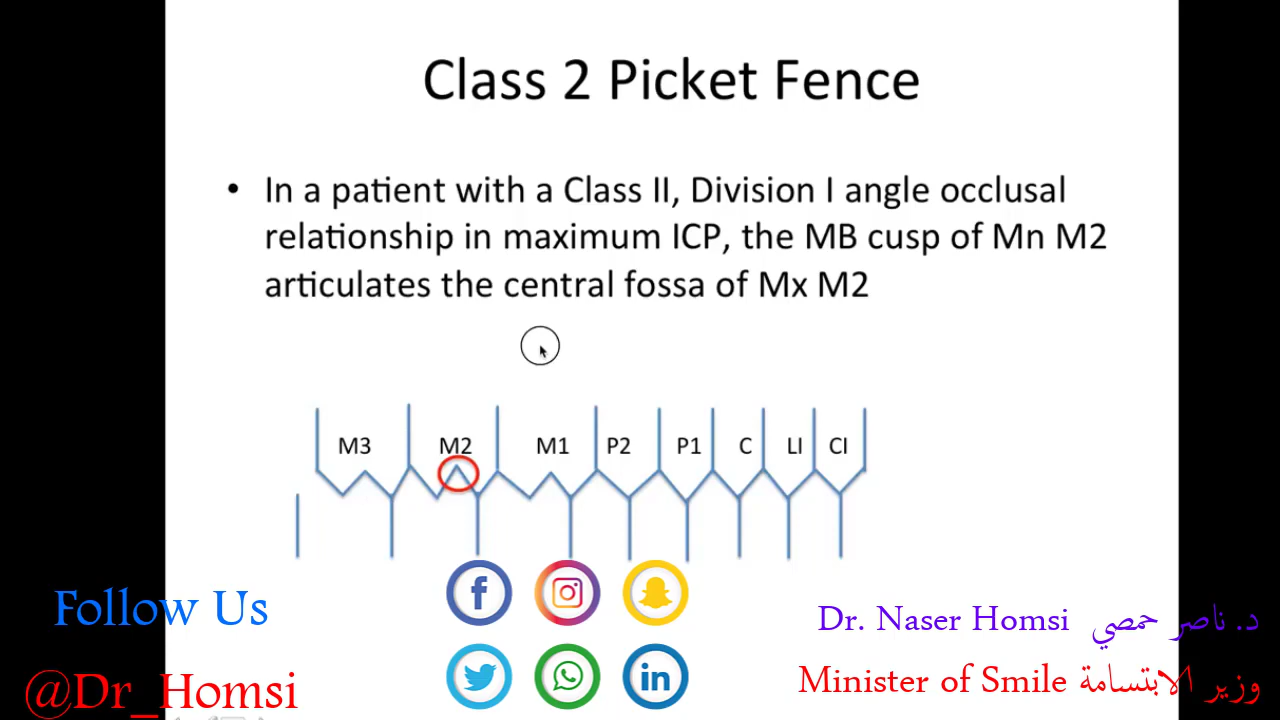 Class 2 Picket Fence
• In a patient with a Class II, Division I angle occlusal
relationship in maximum ICP, the MB cusp of Mn M2
articulates the central fossa of Mx M2
M3 M2 M1 P2 P1 C LI CI
Follow Us
@Dr_Homsi
Dr. Naser Homsi د. ناصر حمصي
Minister of Smile وزير الابتسامة